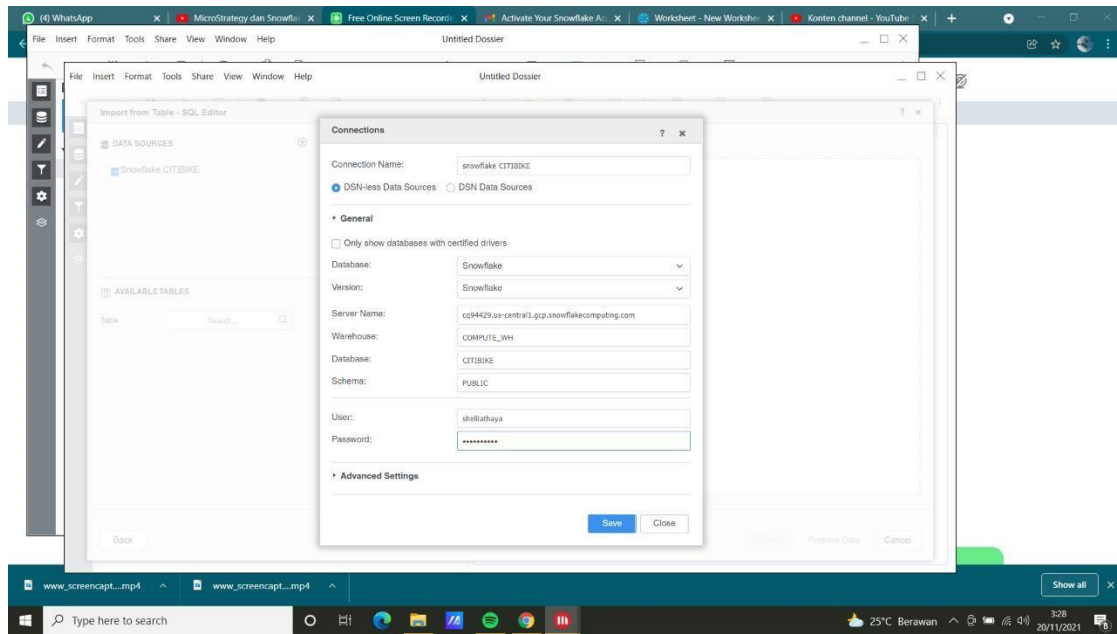 (4) WhatsApp
MicroStrategy dan Snowfla
Free Online Screen Recorde
Activate Your Snowflake Ac
Worksheet - New Workshee
Konten channel - YouTube
File Insert Format Tools Share View Window Help
Untitled Dossier
File Insert Format Tools Share View Window Help
Untitled Dossier
Import from Table - SQL Editor
DATA SOURCES
Snowflake CITIBIKE
AVAILABLE TABLES
Table
Search...
Back
Connections
Connection Name: snowflake CITIBIKE
DSN-less Data Sources DSN Data Sources
General
Only show databases with certified drivers
Database: Snowflake
Version: Snowflake
Server Name: cq94429.us-central1.gcp.snowflakecomputing.com
Warehouse: COMPUTE_WH
Database: CITIBIKE
Schema: PUBLIC
User: shelliathaya
Password: ••••••••••
Advanced Settings
Save Close
Prepare Data Cancel
www_screencapt....mp4
www_screencapt....mp4
Show all
Type here to search
25°C Berawan
3:28
20/11/2021